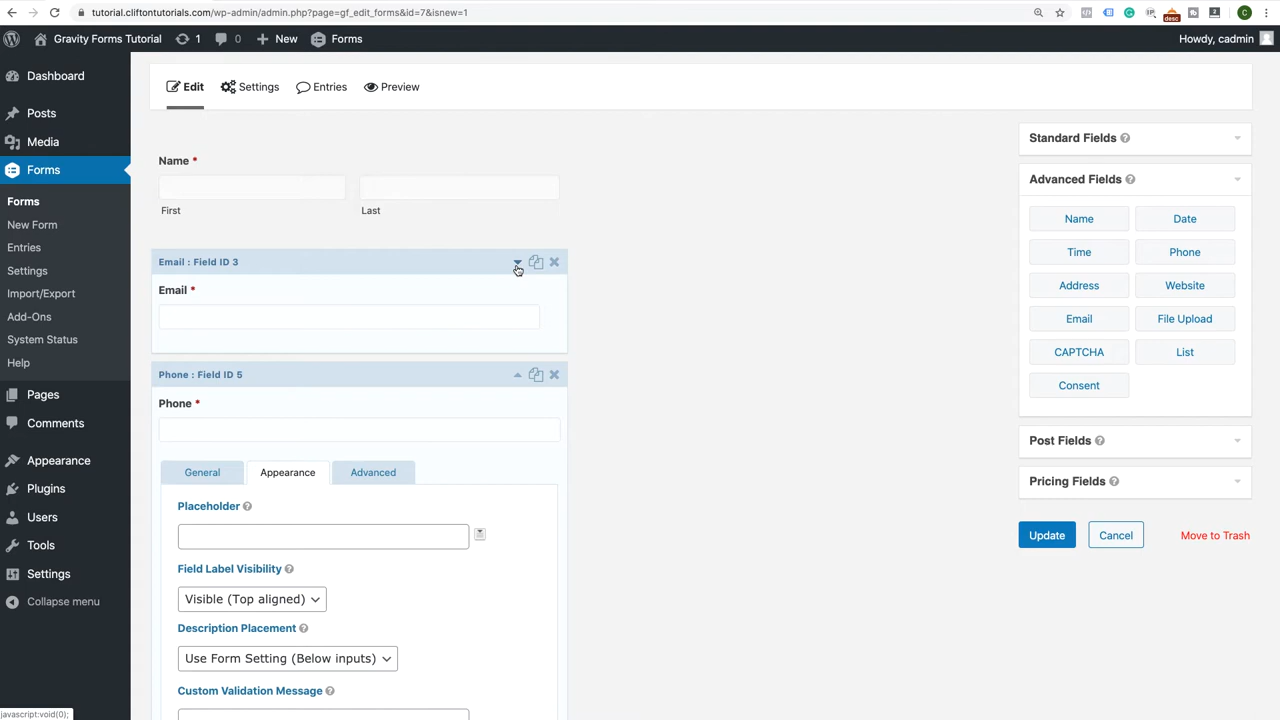 tutorial.cliftontutorials.com/wp-admin/admin.php?page=gf_edit_forms&id=7&isnew=1
desc
2
C
Gravity Forms Tutorial
1
0
New
Forms
Howdy, cadmin
Dashboard
Posts
Media
Forms
Forms
New Form
Entries
Settings
Import/Export
Add-Ons
System Status
Help
Pages
Comments
Appearance
Plugins
Users
Tools
Settings
Collapse menu
javascript:void(0);
Edit
Settings
Entries
Preview
Name *
First
Last
Email : Field ID 3
Email *
Phone : Field ID 5
Phone *
General
Appearance
Advanced
Placeholder ?
Field Label Visibility ?
Visible (Top aligned)
Description Placement ?
Use Form Setting (Below inputs)
Custom Validation Message ?
Standard Fields ?
Advanced Fields ?
Name
Date
Time
Phone
Address
Website
Email
File Upload
CAPTCHA
List
Consent
Post Fields ?
Pricing Fields ?
Update
Cancel
Move to Trash